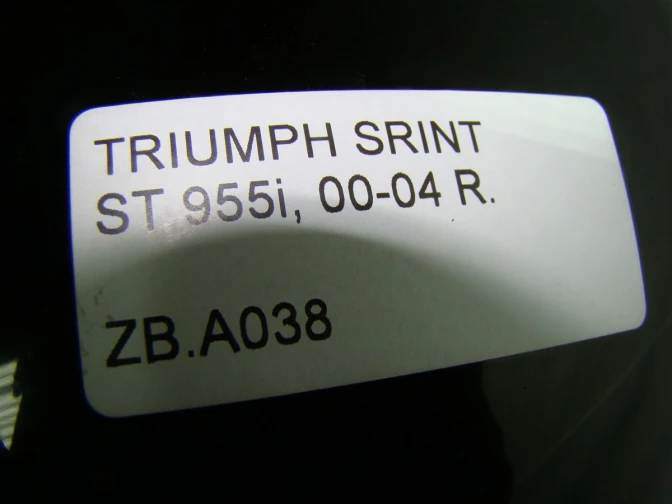 TRIUMPH SRINT
ST 955i, 00-04 R.
ZB.A038